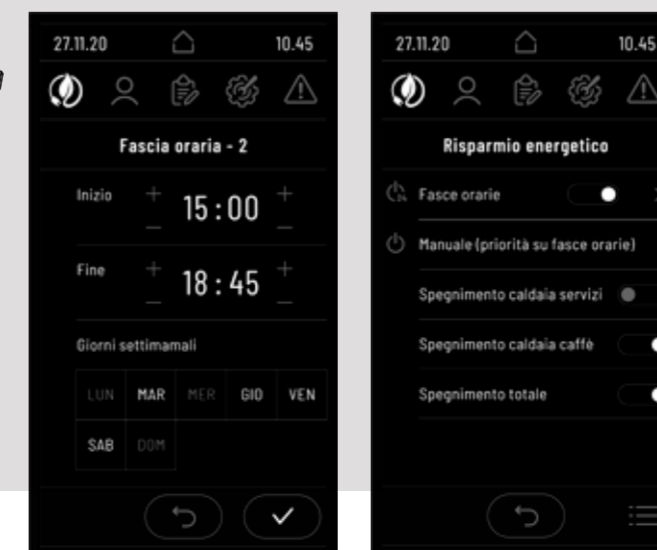 27.11.20 10.45
Fascia oraria - 2
Inizio 15 : 00
Fine 18 : 45
Giorni settimamali
LUN MAR MER GIO VEN
SAB DOM
27.11.20 10.45
Risparmio energetico
Fasce orarie
Manuale (priorità su fasce orarie)
Spegnimento caldaia servizi
Spegnimento caldaia caffè
Spegnimento totale